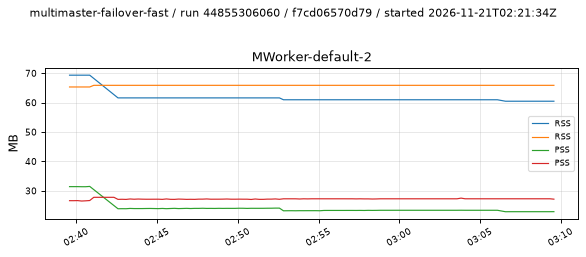 multimaster-failover-fast / run 44855306060 / f7cd06570d79 / started 2026-11-21T02:21:34Z
MWorker-default-2
MB
70
60
50
40
30
RSS
RSS
PSS
PSS
02:40
02:45
02:50
02:55
03:00
03:05
03:10